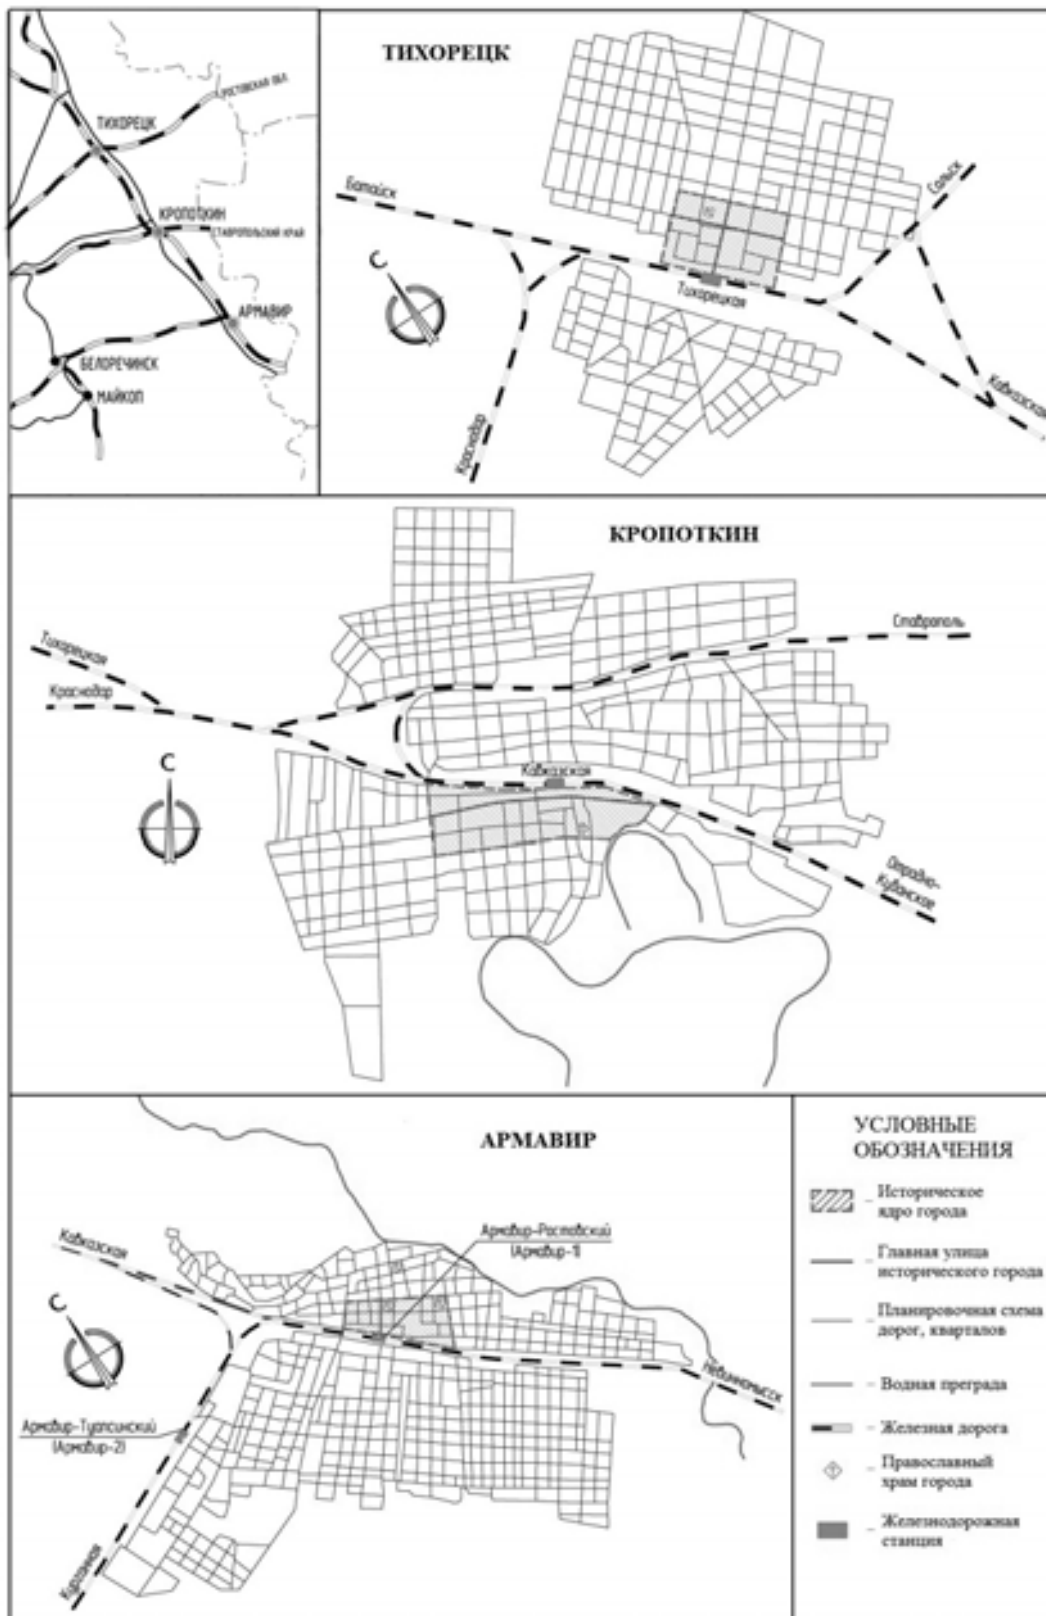 РОСТОВСКАЯ ОБЛ.
ТИХОРЕЦК
КРОПОТКИН
СТАВРОПОЛЬСКИЙ КРАЙ
АРМАВИР
БЕЛОРЕЧИНСК
МАЙКОП
ТИХОРЕЦК
Батайск
Сальск
С
Тихорецкая
Краснодар
Кавказская
КРОПОТКИН
Ставрополь
Тихорецкая
Краснодар
С
Кавказская
Отрадно-
Кубанское
АРМАВИР
Армавир-Ростовский
(Армавир-1)
Кавказская
С
Невинномысск
Армавир-Туапсинский
(Армавир-2)
Курганная
УСЛОВНЫЕ
ОБОЗНАЧЕНИЯ
– Историческое
ядро города
– Главная улица
исторического города
– Планировочная схема
дорог, кварталов
– Водная преграда
– Железная дорога
– Православный
храм города
– Железнодорожная
станция